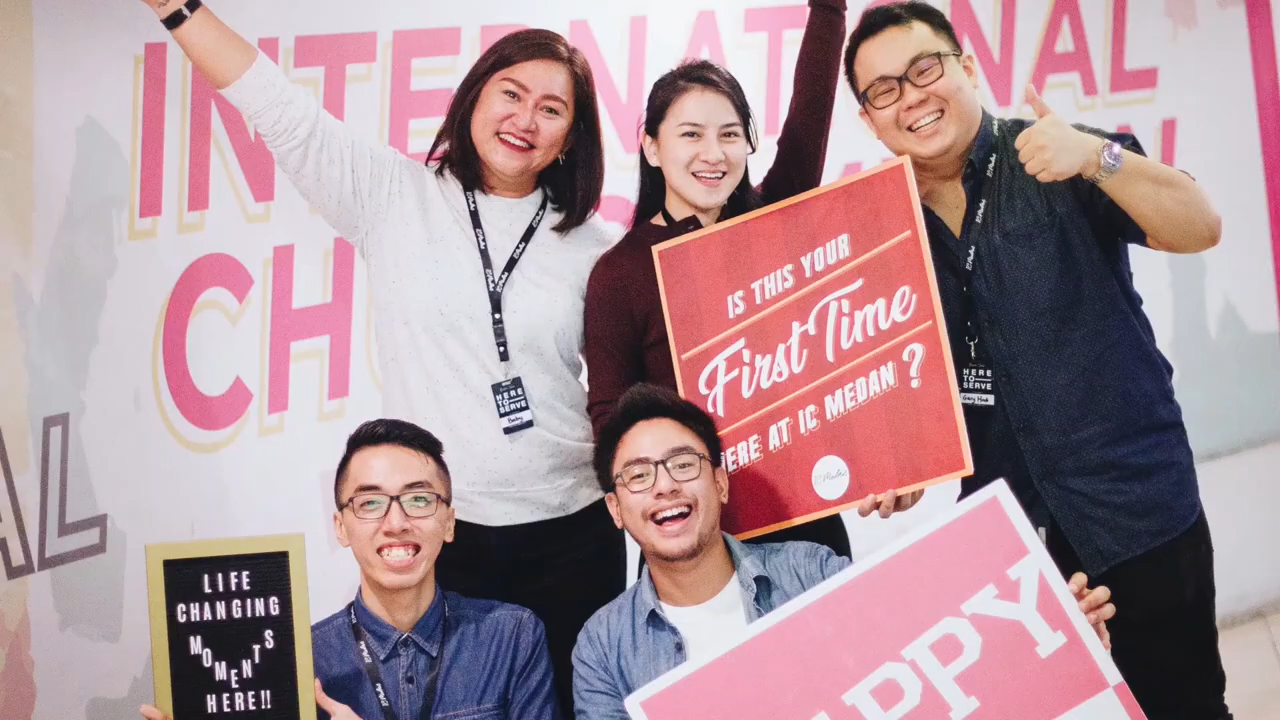 INTERNATIONAL
CH
AL
IS THIS YOUR
First Time
ERE AT IC MEDAN?
HERE
TO
SERVE
HERE
TO
SERVE
LIFE
CHANGING
MOMENTS
HERE!!
PPY